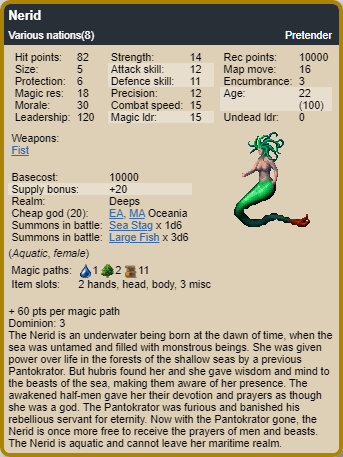 Nerid
Various nations(8) Pretender
Hit points: 82 Strength: 14 Rec points: 10000
Size: 5 Attack skill: 12 Map move: 16
Protection: 6 Defence skill: 11 Encumbrance: 3
Magic res: 18 Precision: 12 Age: 22
Morale: 30 Combat speed: 15 (100)
Leadership: 120 Magic ldr: 15 Undead ldr: 0
Weapons:
Fist
Basecost: 10000
Supply bonus: +20
Realm: Deeps
Cheap god (20): EA, MA Oceania
Summons in battle: Sea Stag x 1d6
Summons in battle: Large Fish x 3d6
(Aquatic, female)
Magic paths: 1 2 11
Item slots: 2 hands, head, body, 3 misc
+ 60 pts per magic path
Dominion: 3
The Nerid is an underwater being born at the dawn of time, when the
sea was untamed and filled with monstrous beings. She was given
power over life in the forests of the shallow seas by a previous
Pantokrator. But hubris found her and she gave wisdom and mind to
the beasts of the sea, making them aware of her presence. The
awakened half-men gave her their devotion and prayers as though
she was a god. The Pantokrator was furious and banished his
rebellious servant for eternity. Now with the Pantokrator gone, the
Nerid is once more free to receive the prayers of men and beasts.
The Nerid is aquatic and cannot leave her maritime realm.